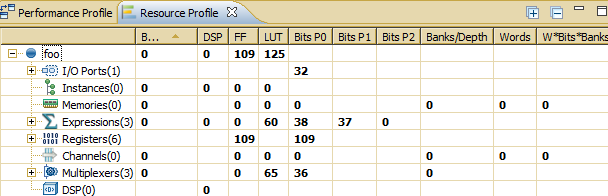 Performance Profile Resource Profile
B... DSP FF LUT Bits P0 Bits P1 Bits P2 Banks/Depth Words W*Bits*Banks
foo 0 0 109 125
I/O Ports(1) 32
Instances(0) 0 0 0 0
Memories(0) 0 0 0 0 0 0 0
Expressions(3) 0 0 0 60 38 37 0
Registers(6) 109 109
Channels(0) 0 0 0 0 0 0 0
Multiplexers(3) 0 0 65 36 0
DSP(0) 0